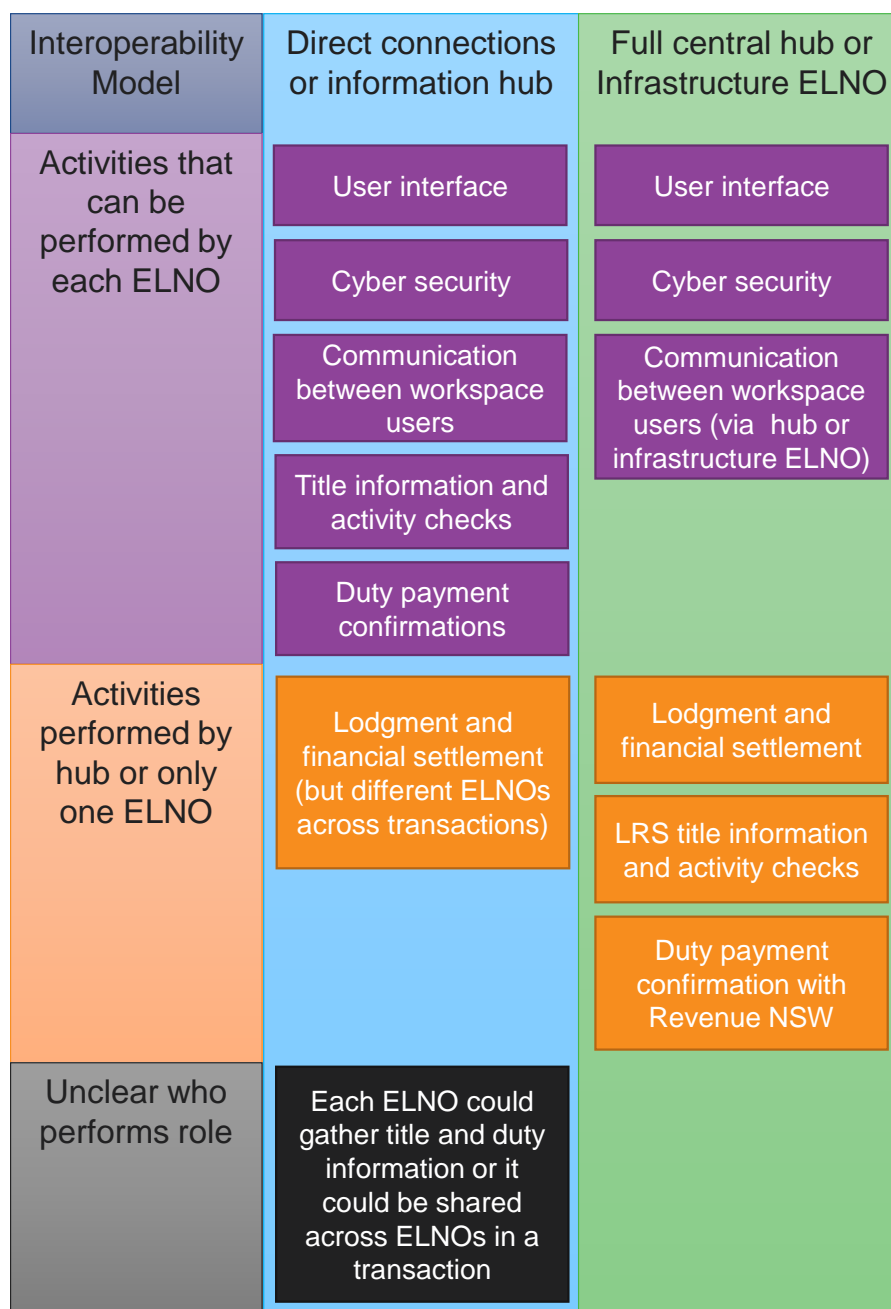 Interoperability
Model
Direct connections
or information hub
Full central hub or
Infrastructure ELNO
Activities that
can be
performed by
each ELNO
User interface
Cyber security
Communication
between workspace
users
Title information and
activity checks
Duty payment
confirmations
User interface
Cyber security
Communication
between workspace
users (via hub or
infrastructure ELNO)
Activities
performed by
hub or only
one ELNO
Lodgment and
financial settlement
(but different ELNOs
across transactions)
Lodgment and
financial settlement
LRS title information
and activity checks
Duty payment
confirmation with
Revenue NSW
Unclear who
performs role
Each ELNO could
gather title and duty
information or it
could be shared
across ELNOs in a
transaction